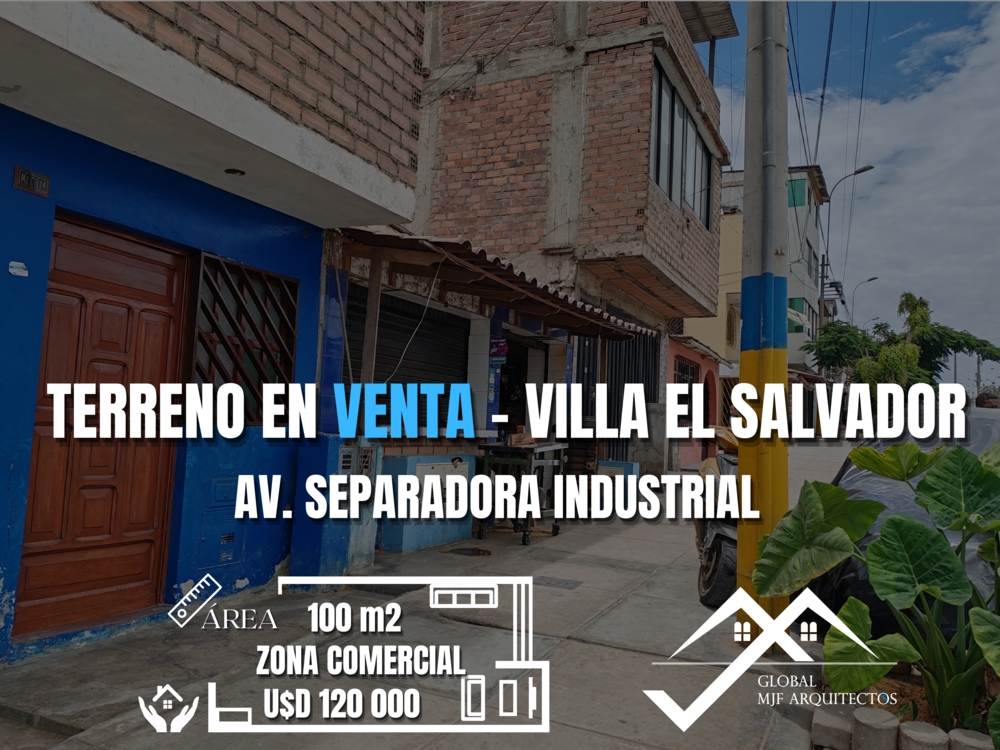 TERRENO EN VENTA - VILLA EL SALVADOR
AV. SEPARADORA INDUSTRIAL
ÁREA 100 m2
ZONA COMERCIAL
U$D 120 000
GLOBAL
MJF ARQUITECTOS